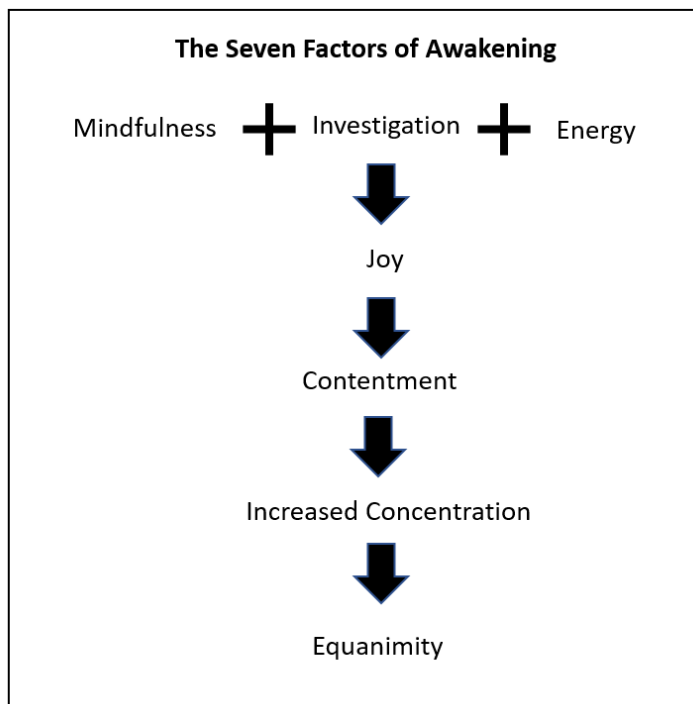 The Seven Factors of Awakening
Mindfulness + Investigation + Energy
Joy
Contentment
Increased Concentration
Equanimity